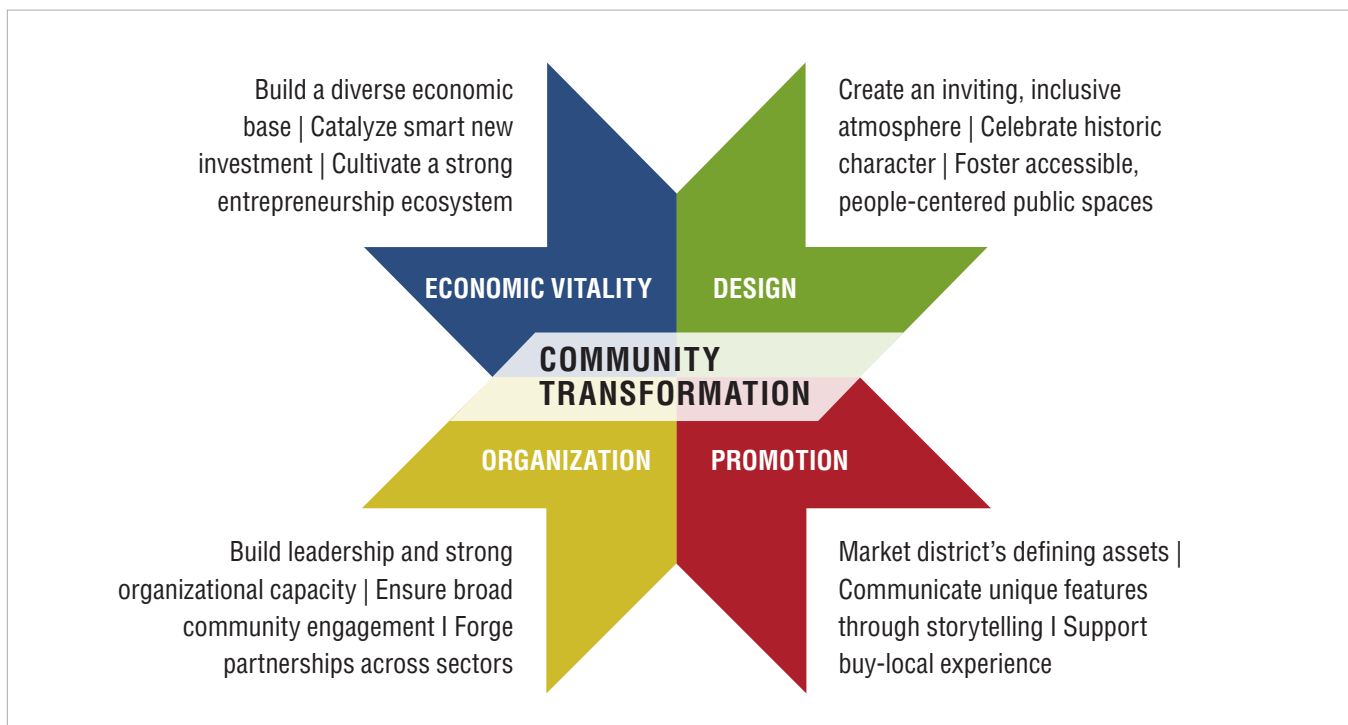 Build a diverse economic
base | Catalyze smart new
investment | Cultivate a strong
entrepreneurship ecosystem
Create an inviting, inclusive
atmosphere | Celebrate historic
character | Foster accessible,
people-centered public spaces
ECONOMIC VITALITY
DESIGN
COMMUNITY
TRANSFORMATION
ORGANIZATION
PROMOTION
Build leadership and strong
organizational capacity | Ensure broad
community engagement I Forge
partnerships across sectors
Market district’s defining assets |
Communicate unique features
through storytelling I Support
buy-local experience